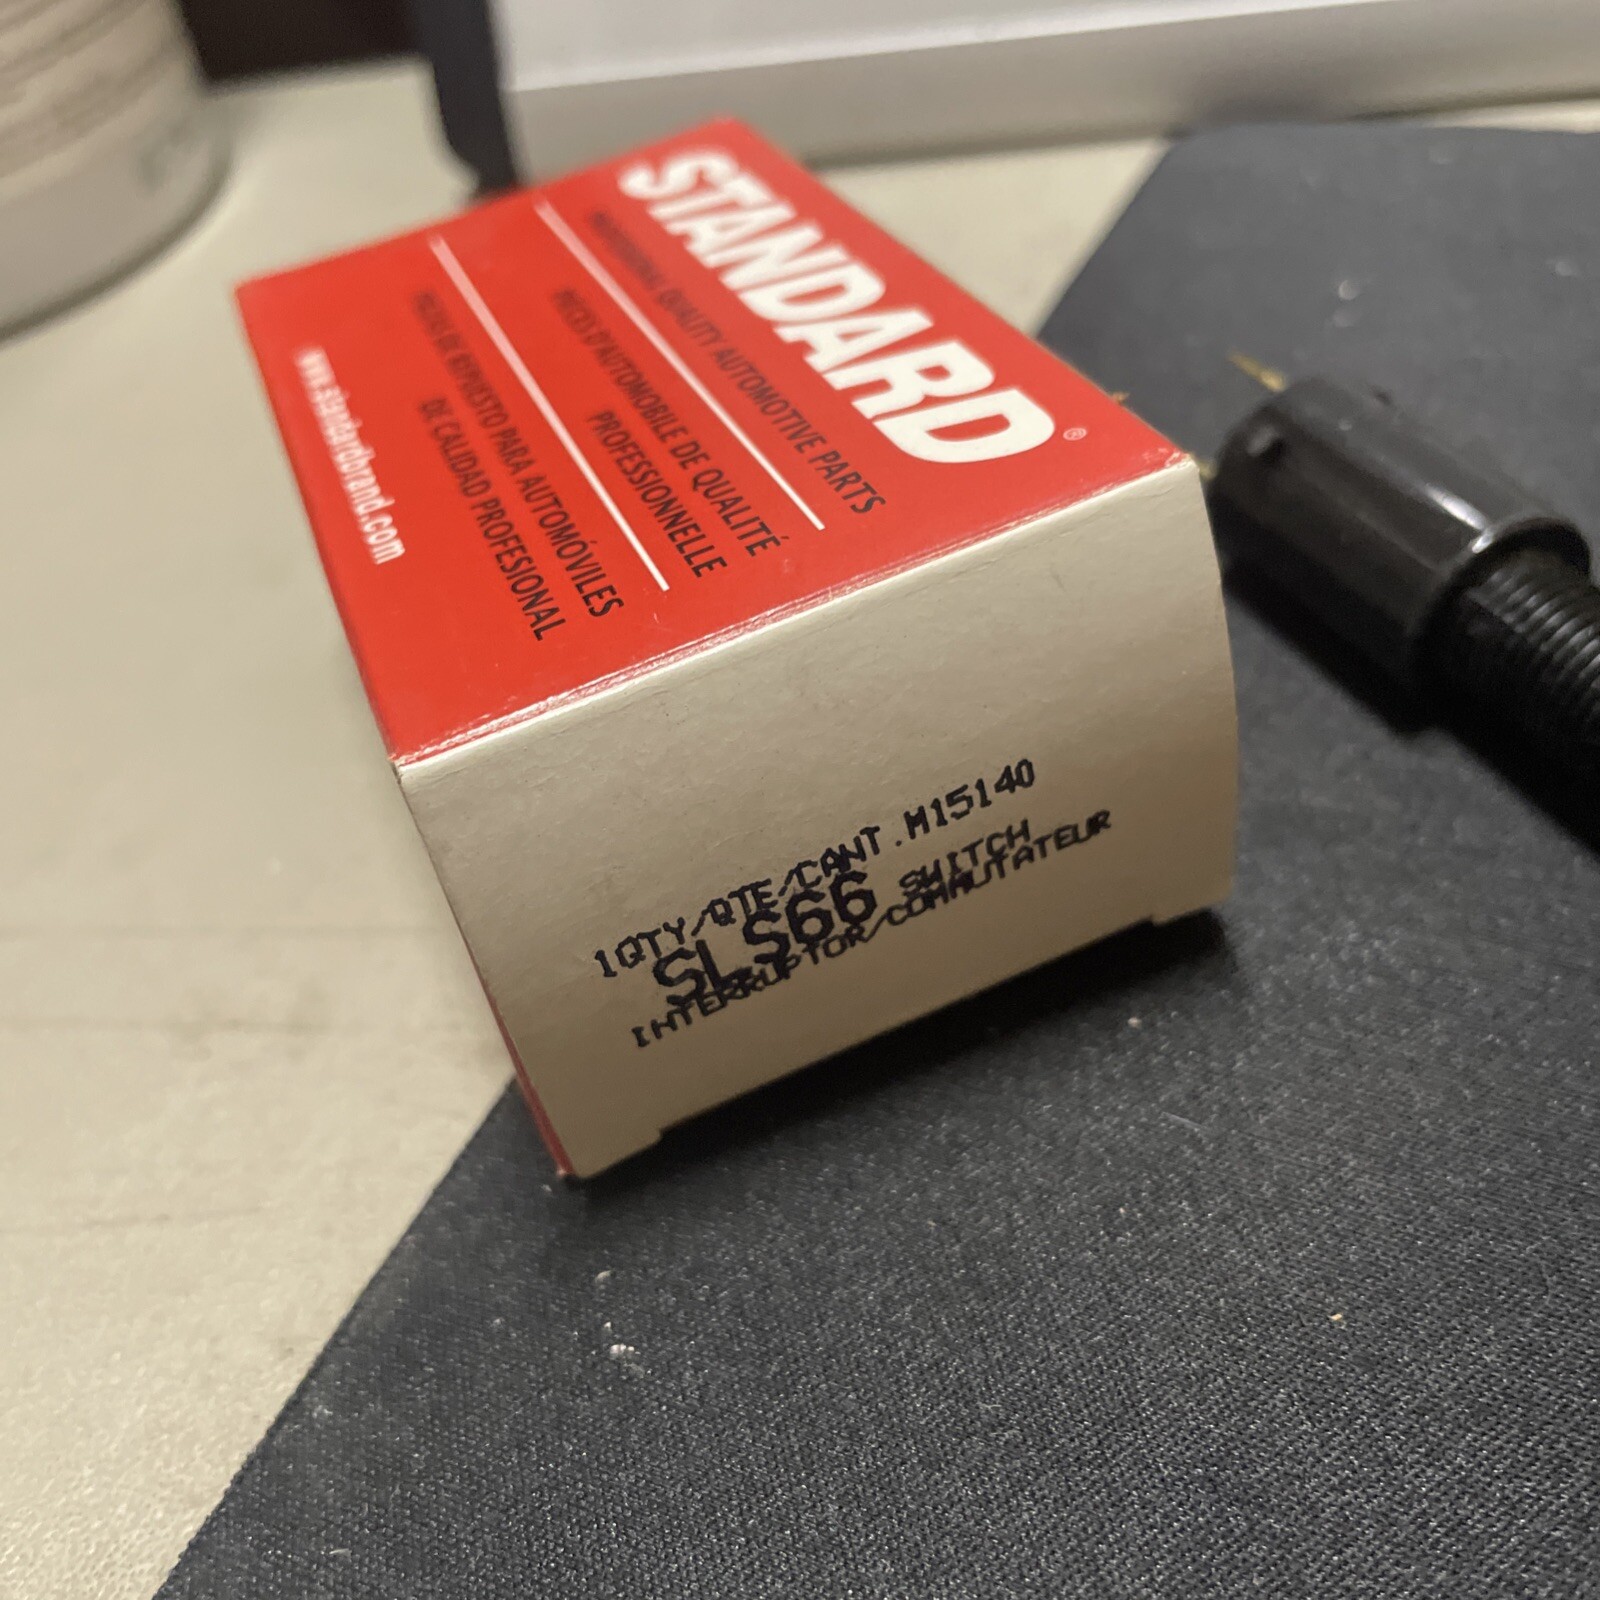 STANDARD®
PROFESSIONAL QUALITY AUTOMOTIVE PARTS
PIÈCES D'AUTOMOBILE DE QUALITÉ
PROFESSIONNELLE
PIEZAS DE REPUESTO PARA AUTOMÓVILES
DE CALIDAD PROFESIONAL
www.standardbrand.com
1QTY/QTE/CANT.M15140
SLS66 SWITCH
INTERRUPTOR/COMMUTATEUR